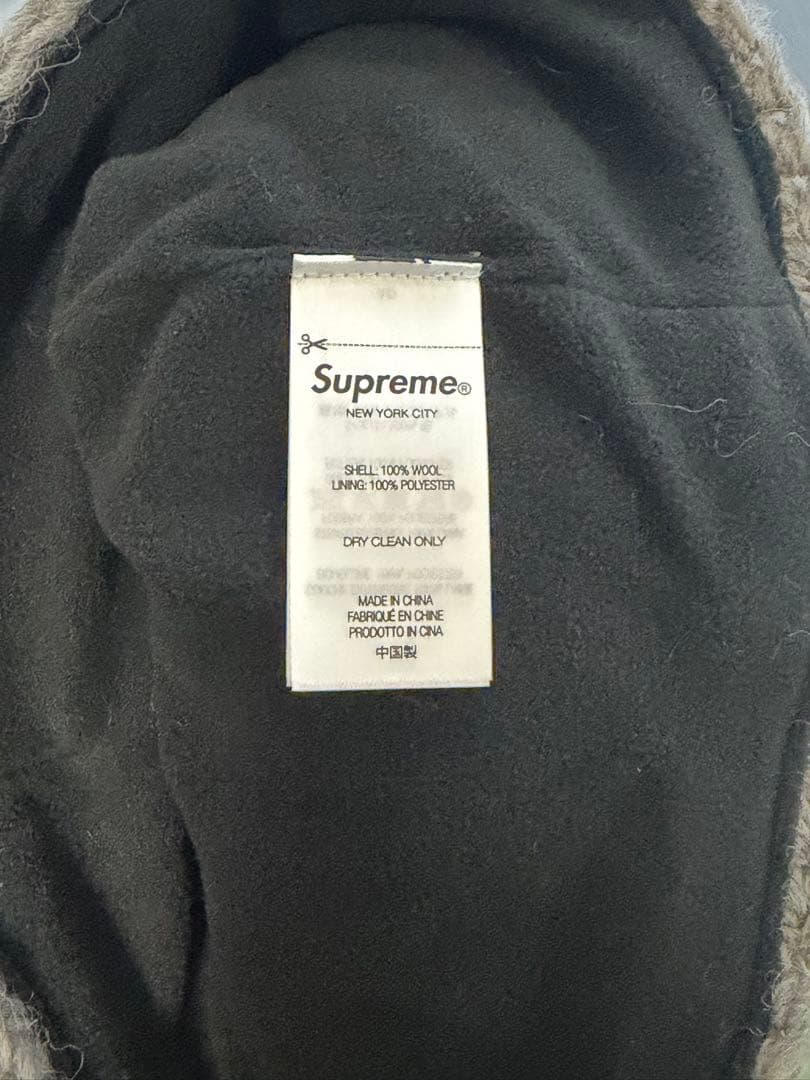 Supreme®
NEW YORK CITY
SHELL: 100% WOOL
LINING: 100% POLYESTER
DRY CLEAN ONLY
MADE IN CHINA
FABRIQUÉ EN CHINE
PRODOTTO IN CINA
中国製